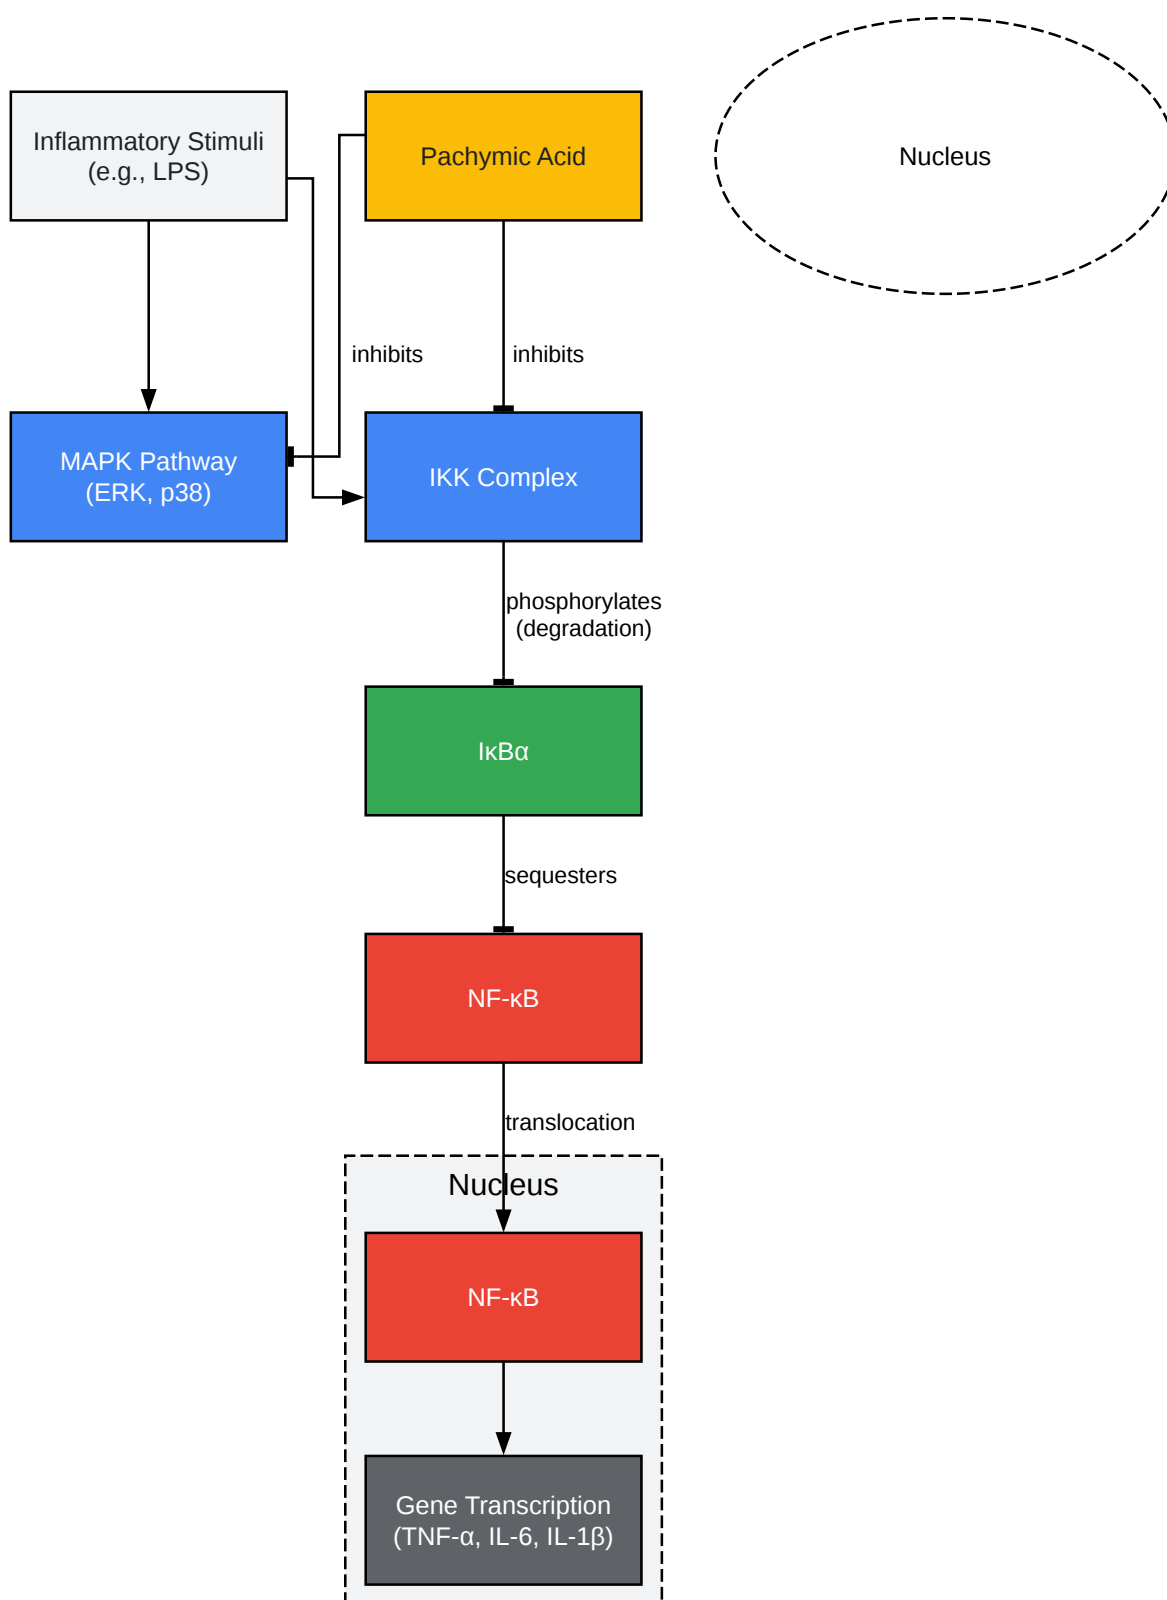 Inflammatory Stimuli
(e.g., LPS)
Pachymic Acid
Nucleus
inhibits
inhibits
MAPK Pathway
(ERK, p38)
IKK Complex
phosphorylates
(degradation)
IκBα
sequesters
NF-κB
translocation
Nucleus
NF-κB
Gene Transcription
(TNF-α, IL-6, IL-1β)